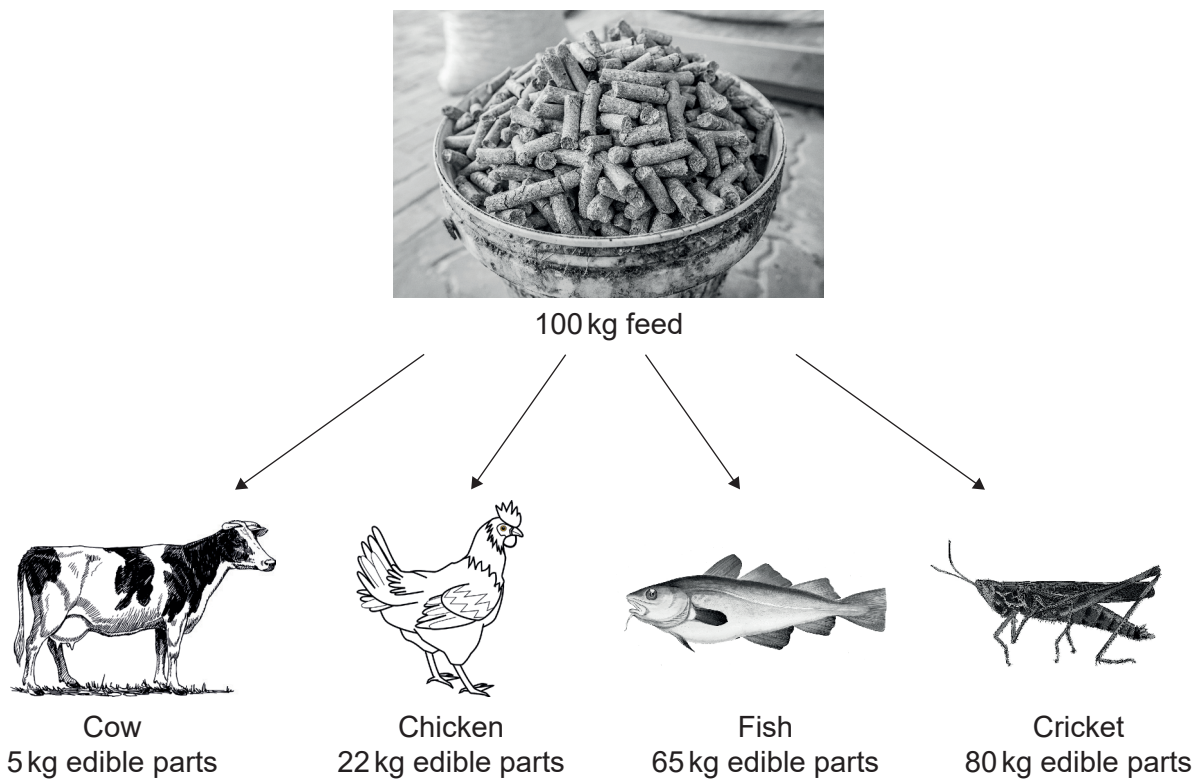 100 kg feed
Cow
5 kg edible parts
Chicken
22 kg edible parts
Fish
65 kg edible parts
Cricket
80 kg edible parts